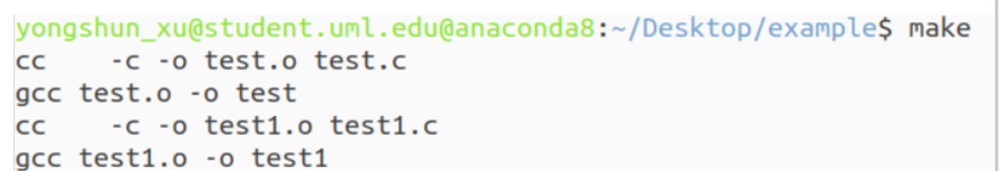 yongshun_xu@student.uml.edu@anaconda8:~/Desktop/example$ make
cc    -c -o test.o test.c
gcc test.o -o test
cc    -c -o test1.o test1.c
gcc test1.o -o test1